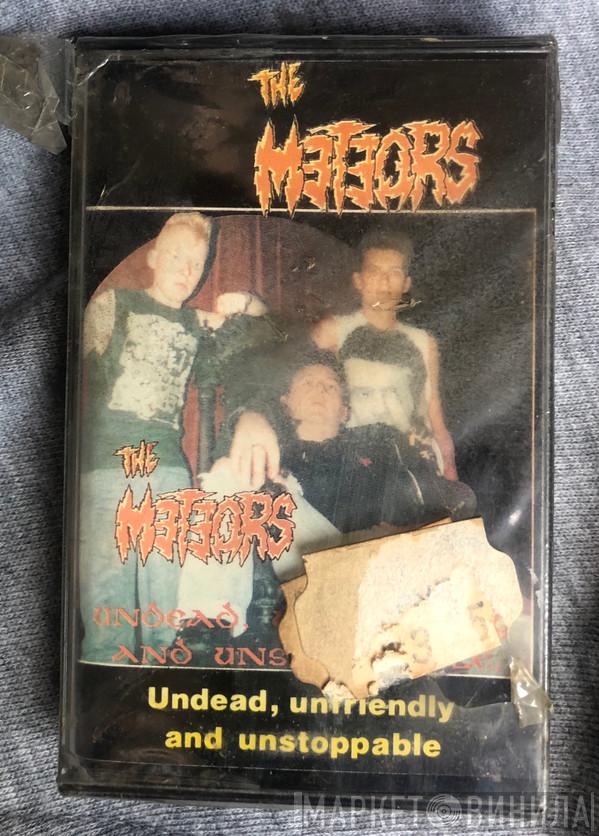 THE
METEORS
THE
METEORS
UNDEAD,
AND UNS
Undead, unfriendly
and unstoppable
МАРКЕТ ВИНИЛА